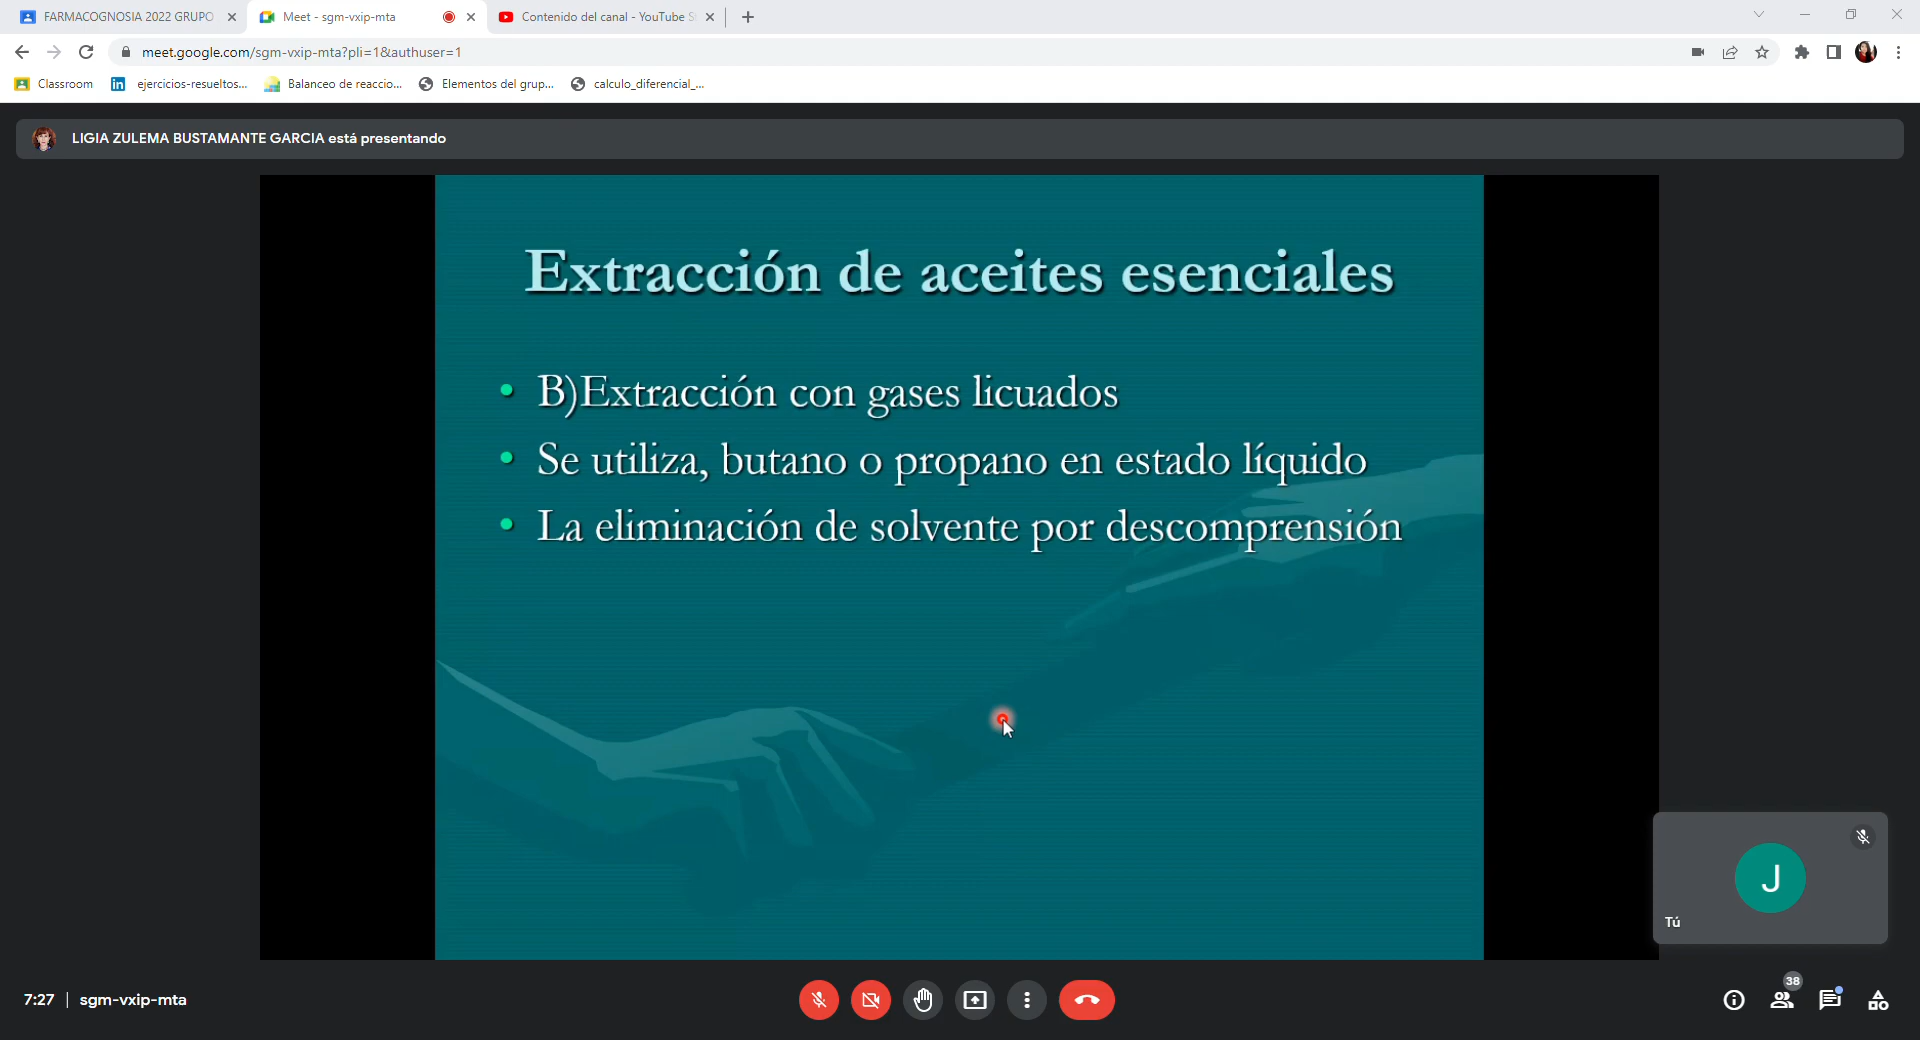 FARMACOGNOSIA 2022 GRUPO
Meet - sgm-vxip-mta
Contenido del canal - YouTube S
meet.google.com/sgm-vxip-mta?pli=1&authuser=1
Classroom
in
ejercicios-resueltos...
Balanceo de reaccio...
Elementos del grup...
calculo_diferencial_...
LIGIA ZULEMA BUSTAMANTE GARCIA está presentando
Extracción de aceites esenciales
• B)Extracción con gases licuados
• Se utiliza, butano o propano en estado líquido
• La eliminación de solvente por descomprensión
J
Tú
7:27 | sgm-vxip-mta
38